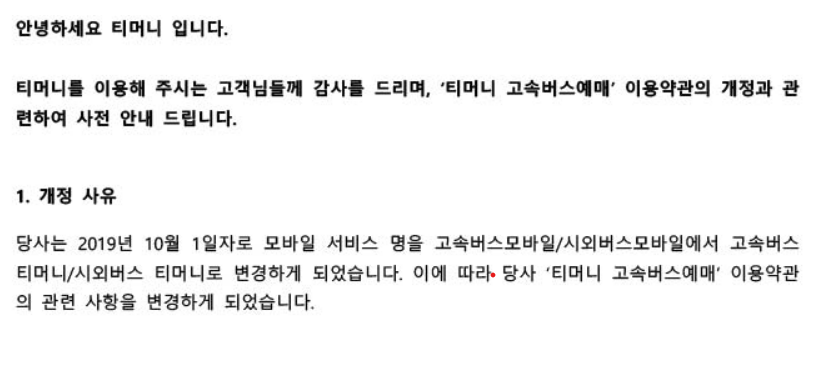 안녕하세요 티머니 입니다.
티머니를 이용해 주시는 고객님들께 감사를 드리며, ‘티머니 고속버스예매’ 이용약관의 개정과 관
련하여 사전 안내 드립니다.
1. 개정 사유
당사는 2019년 10월 1일자로 모바일 서비스 명을 고속버스모바일/시외버스모바일에서 고속버스
티머니/시외버스 티머니로 변경하게 되었습니다. 이에 따라 당사 ‘티머니 고속버스예매’ 이용약관
의 관련 사항을 변경하게 되었습니다.